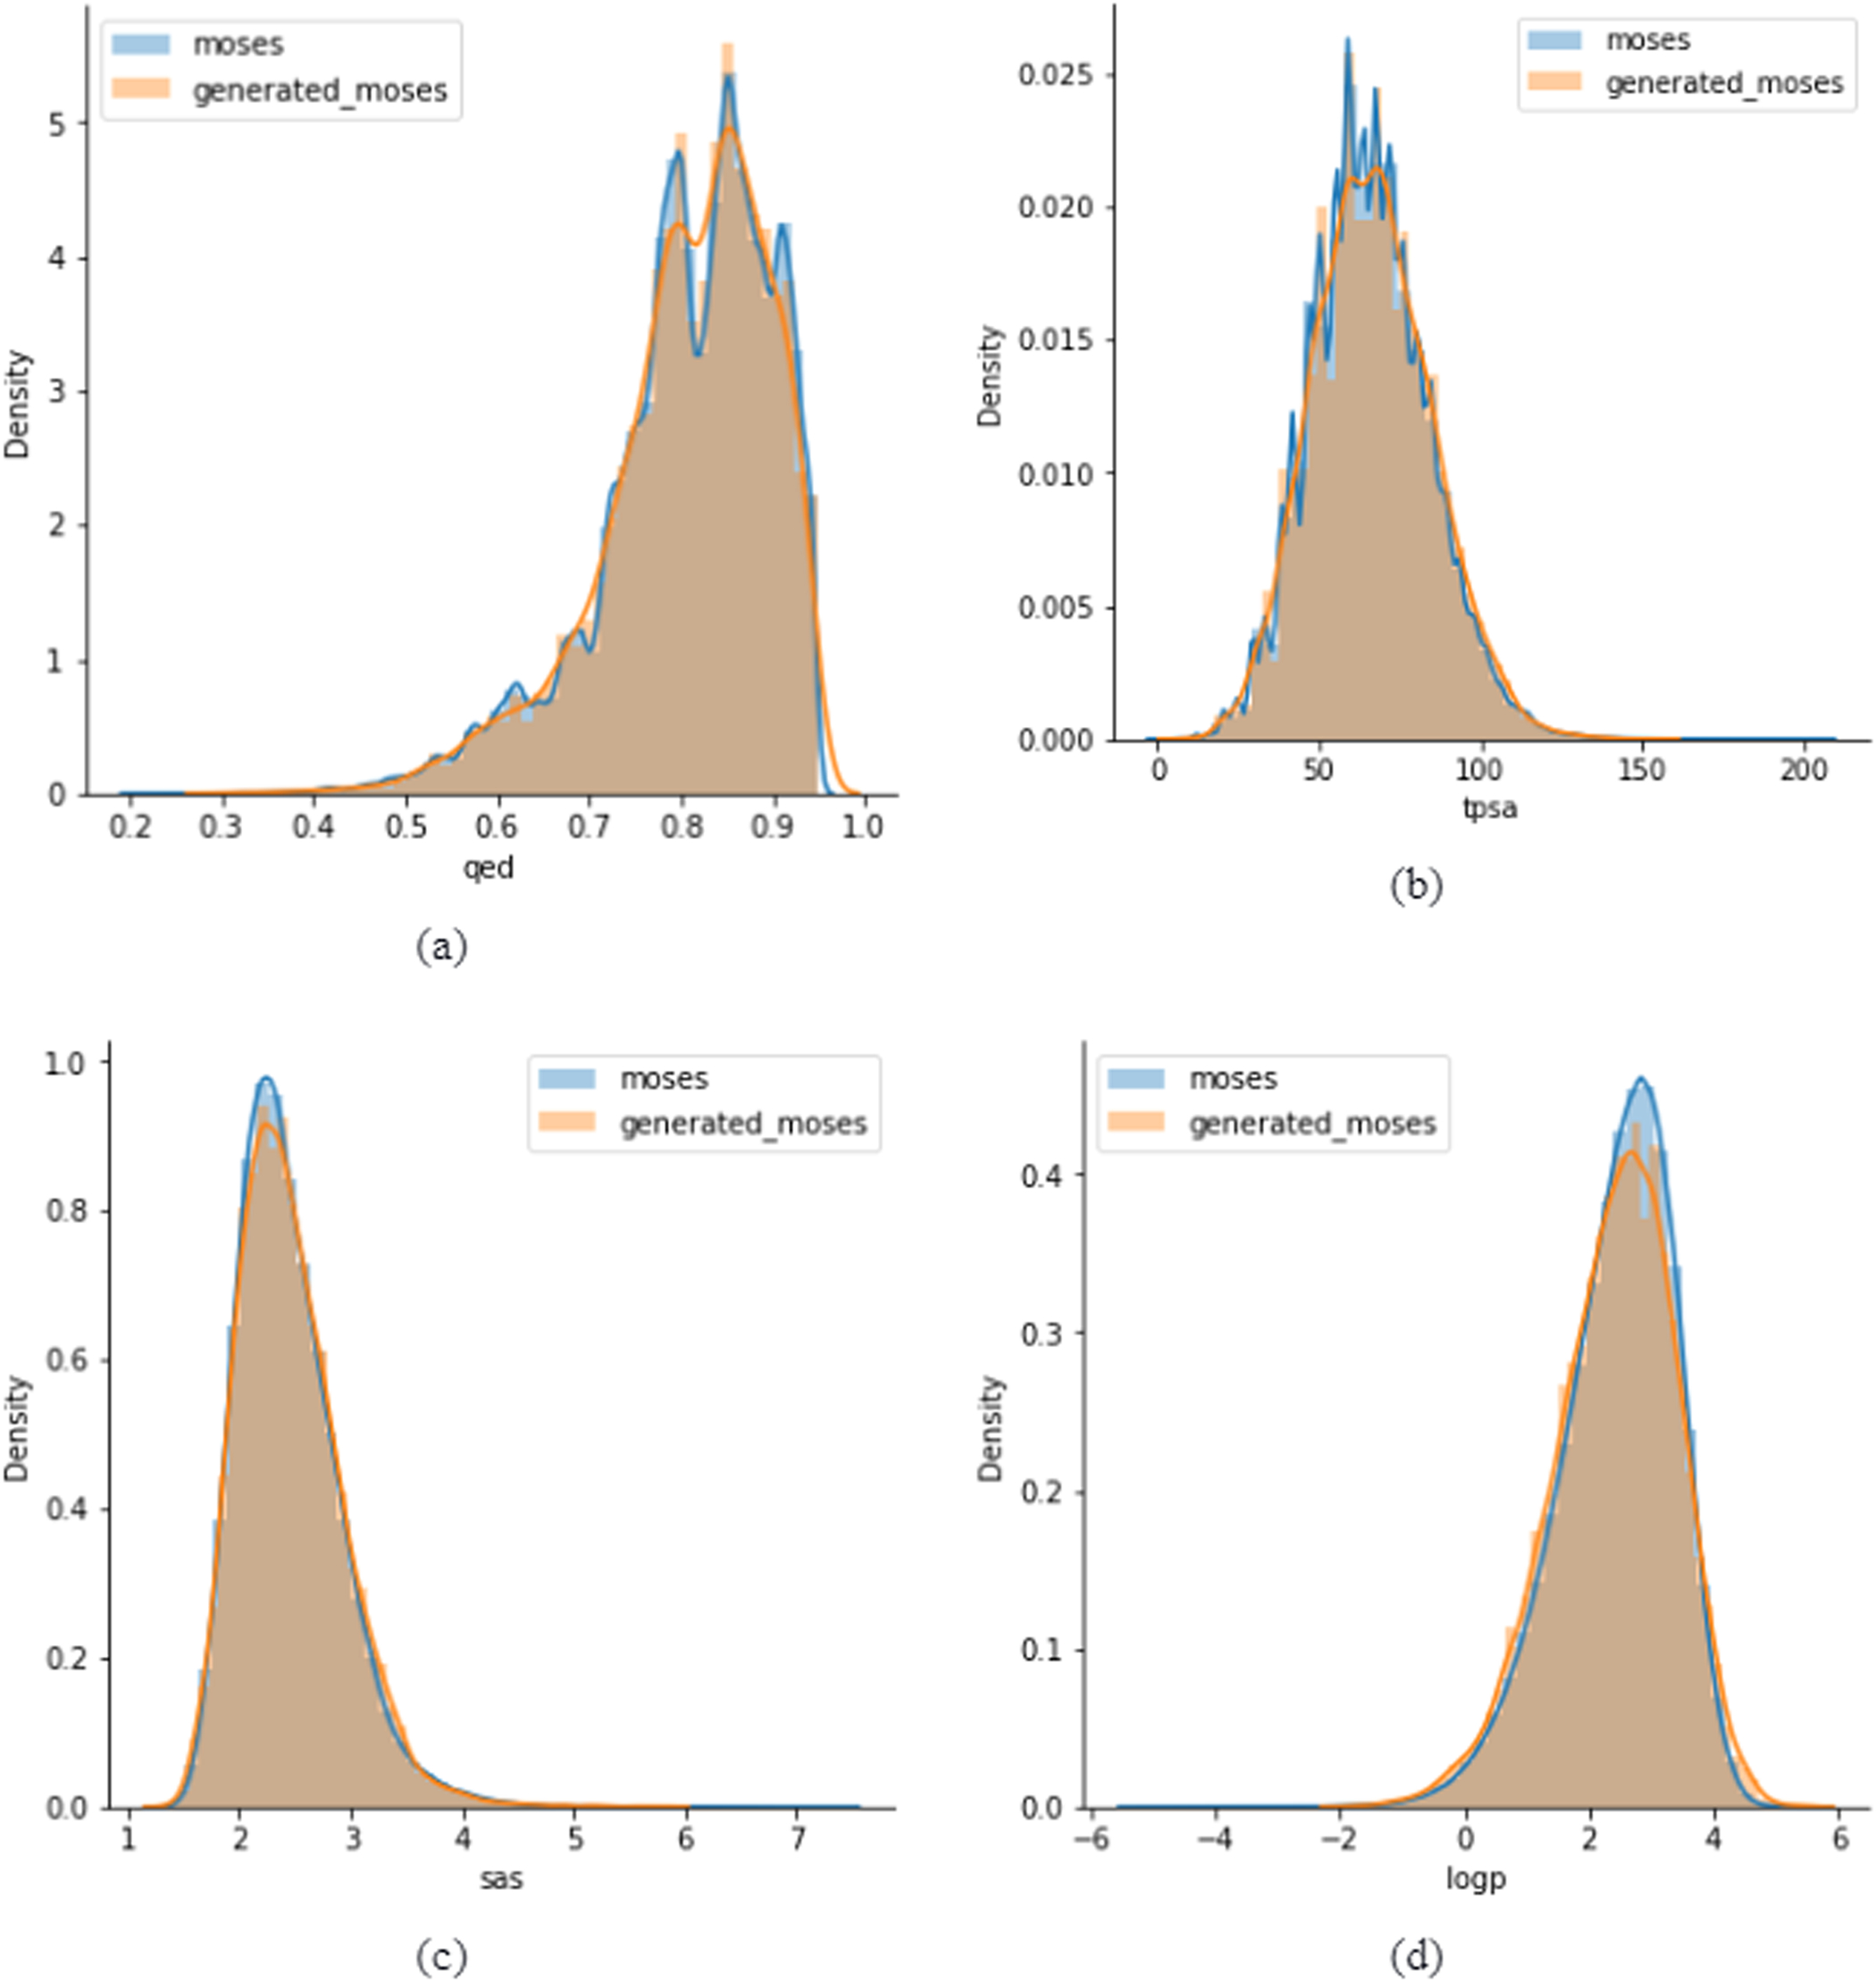 moses
generated_moses
5
4
3
2
1
0
Density
0.2 0.3 0.4 0.5 0.6 0.7 0.8 0.9 1.0
qed
(a)
moses
generated_moses
0.025
0.020
0.015
0.010
0.005
0.000
Density
0 50 100 150 200
tpsa
(b)
moses
generated_moses
1.0
0.8
0.6
0.4
0.2
0.0
Density
1 2 3 4 5 6 7
sas
(c)
moses
generated_moses
0.4
0.3
0.2
0.1
0.0
Density
−6 −4 −2 0 2 4 6
logp
(d)